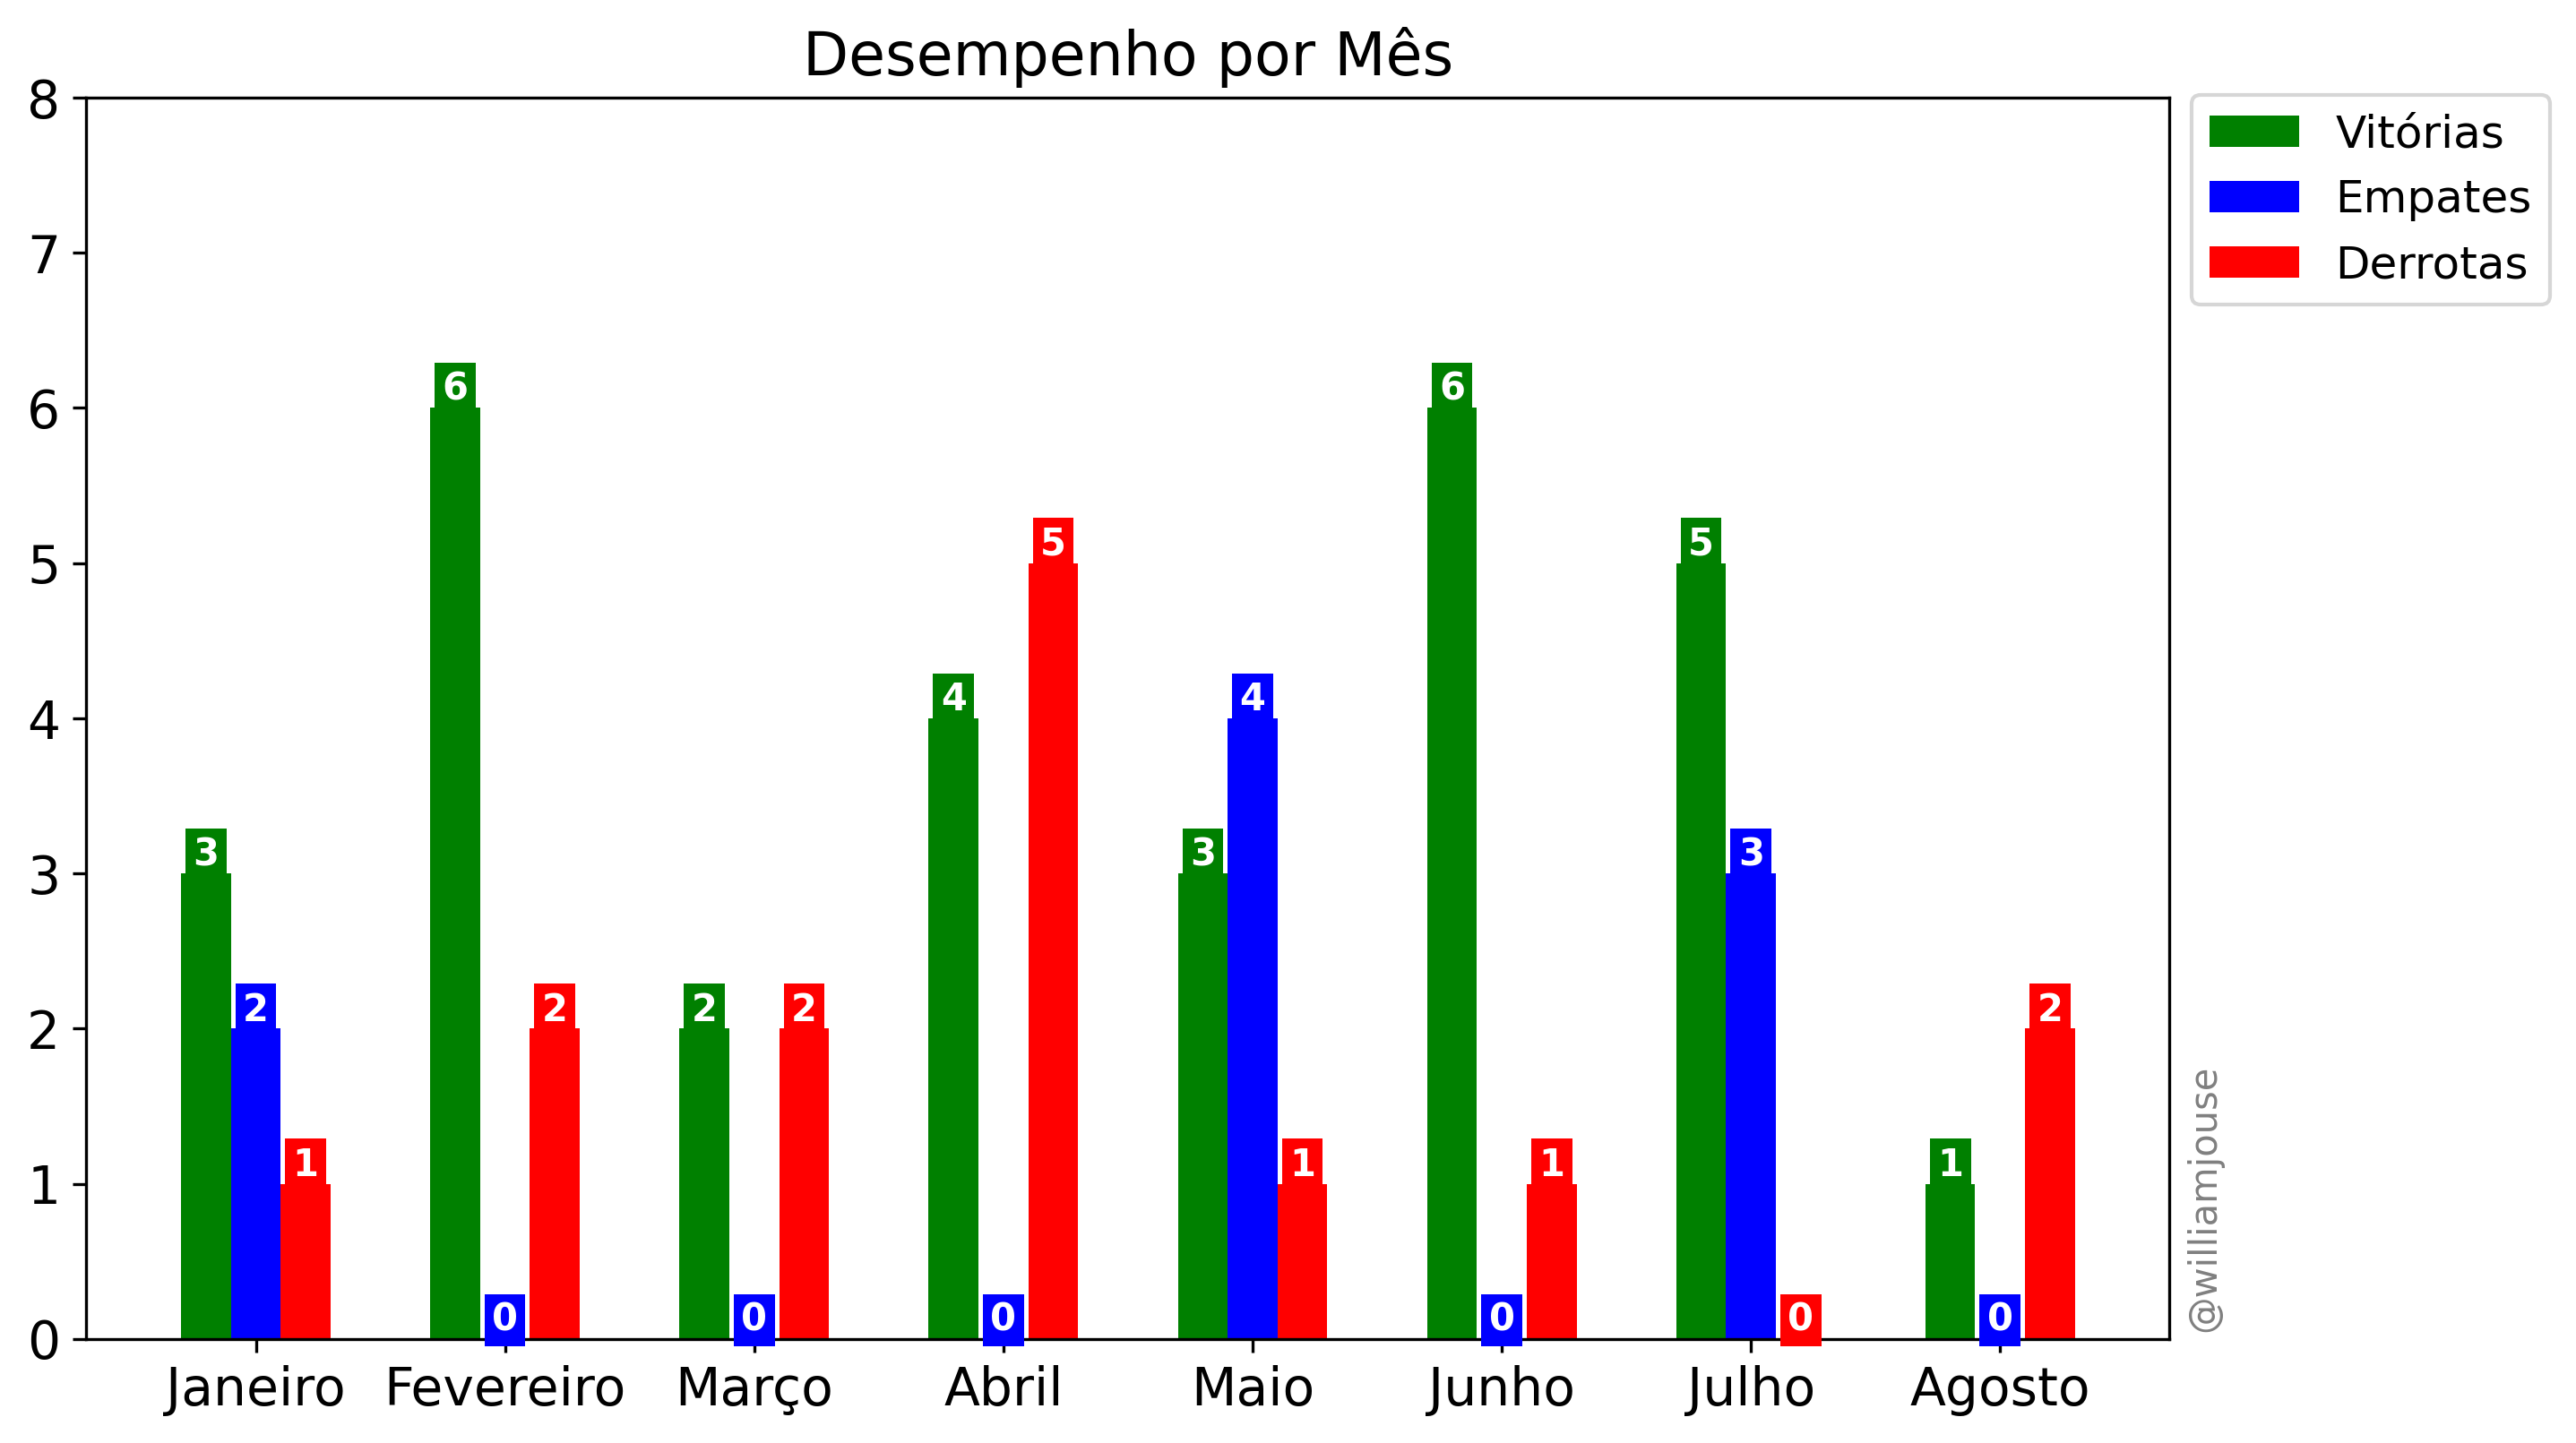 Desempenho por Mês
8
7
6
5
4
3
2
1
0
Vitórias
Empates
Derrotas
3 2 1
6 0 2
2 0 2
4 0 5
3 4 1
6 0 1
5 3 0
1 0 2
Janeiro Fevereiro Março Abril Maio Junho Julho Agosto
@williamjouse